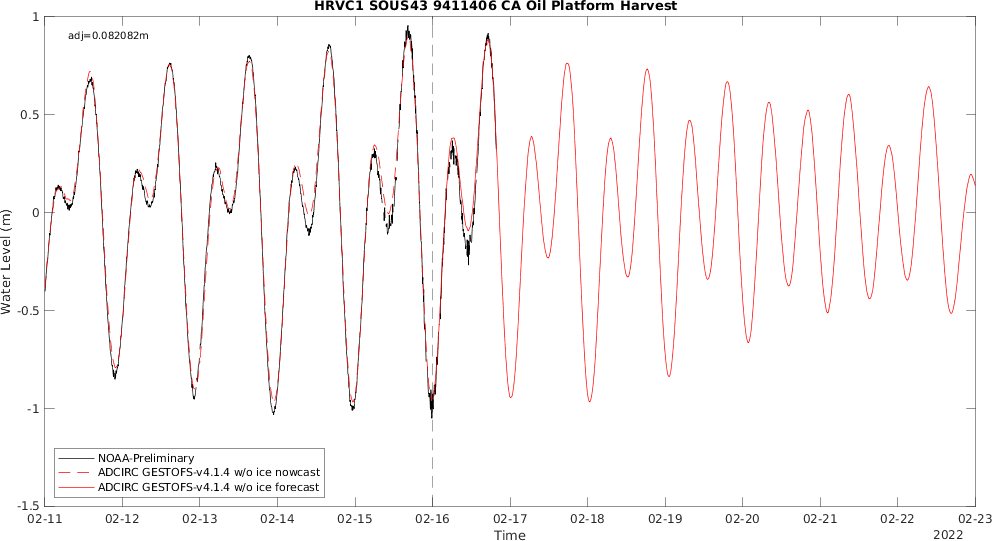 HRVC1 SOUS43 9411406 CA Oil Platform Harvest
adj=0.082082m
1
0.5
0
-0.5
-1
-1.5
Water Level (m)
NOAA-Preliminary
ADCIRC GESTOFS-v4.1.4 w/o ice nowcast
ADCIRC GESTOFS-v4.1.4 w/o ice forecast
02-11 02-12 02-13 02-14 02-15 02-16 02-17 02-18 02-19 02-20 02-21 02-22 02-23
Time
2022